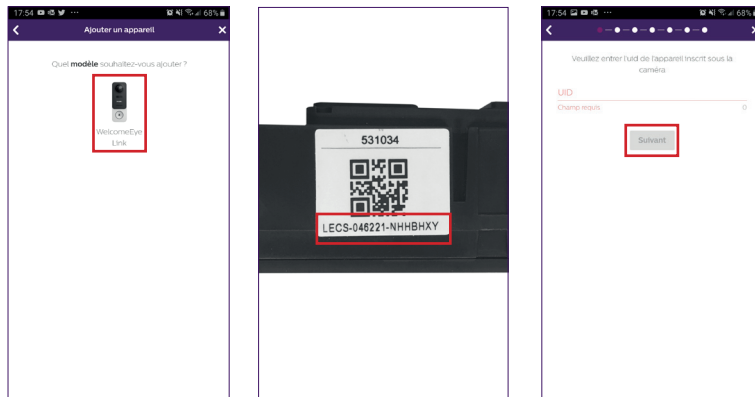 17:54 ... 68%
Ajouter un appareil
Quel modèle souhaitez-vous ajouter ?
WelcomeEye
Link
531034
LECS-046221-NHHBHXY
17:54 ... 68%
Veuillez entrer l'uid de l'appareil inscrit sous la
caméra
UID
Champ requis 0
Suivant